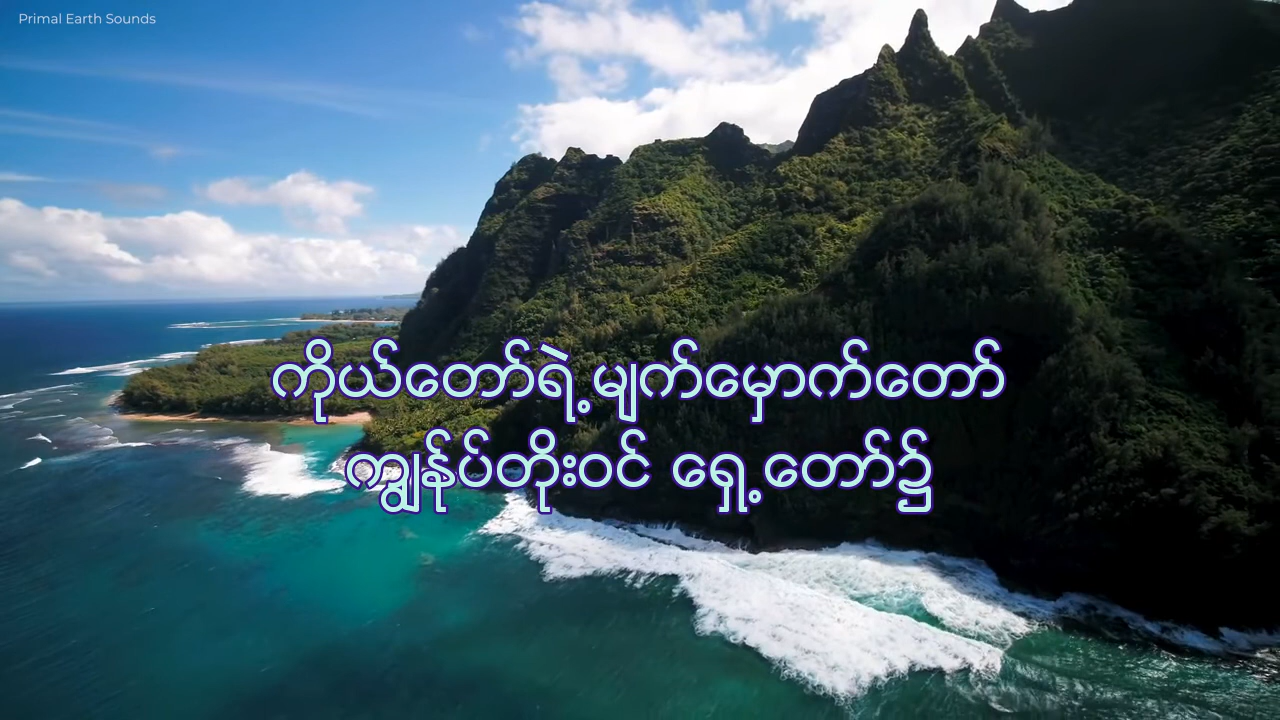 Primal Earth Sounds
ကိုယ်တော်ရဲ့မျက်မှောက်တော်
ကျွန်ုပ်တိုးဝင် ရှေ့တော်၌